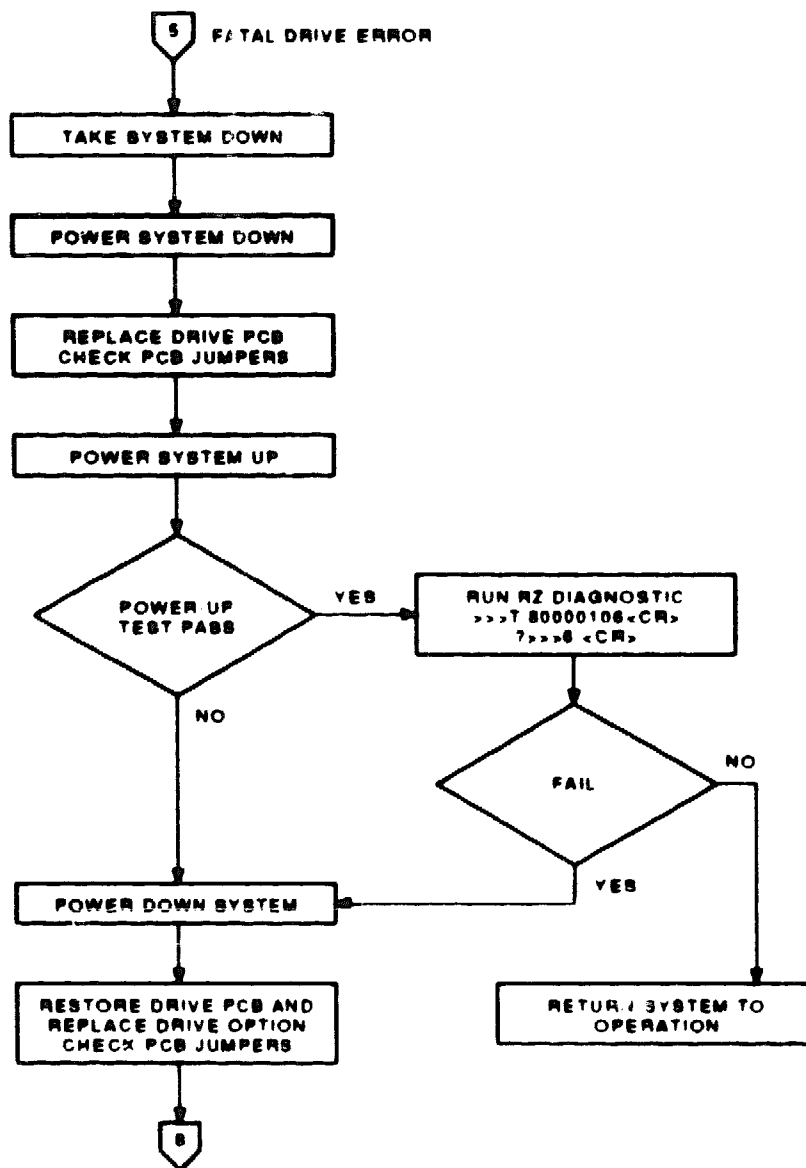 5 FATAL DRIVE ERROR
TAKE SYSTEM DOWN
POWER SYSTEM DOWN
REPLACE DRIVE PCB
CHECK PCB JUMPERS
POWER SYSTEM UP
POWER-UP
TEST PASS
YES
RUN RZ DIAGNOSTIC
>>>T 80000106<CR>
?>>>6 <CR>
NO
FAIL
NO
YES
POWER DOWN SYSTEM
RESTORE DRIVE PCB AND
REPLACE DRIVE OPTION
CHECK PCB JUMPERS
RETURN SYSTEM TO
OPERATION